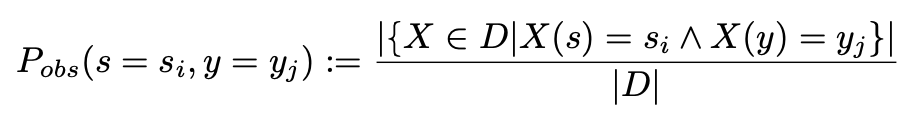 P_{obs}(s = s_i, y = y_j) := \frac{|\{X \in D | X(s) = s_i \wedge X(y) = y_j\}|}{|D|}